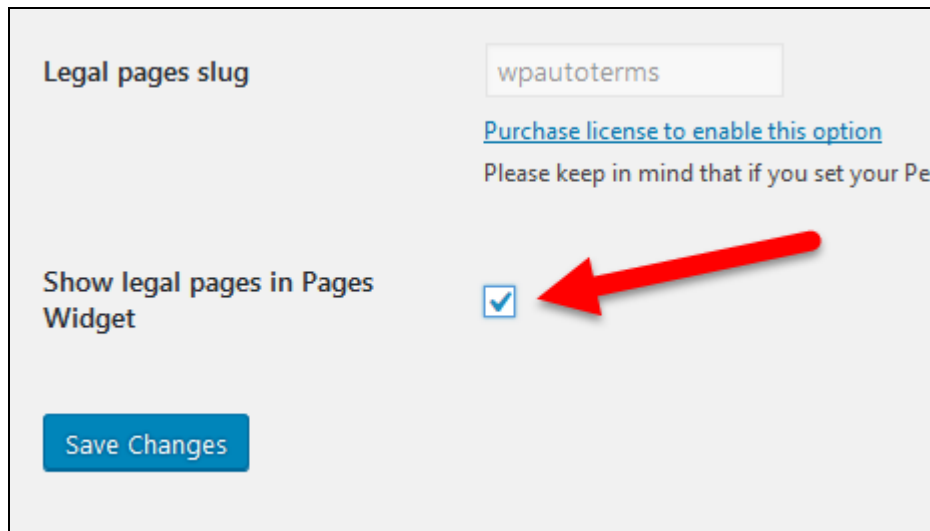 Legal pages slug
wpautoterms
Purchase license to enable this option
Please keep in mind that if you set your
Show legal pages in Pages
Widget
Save Changes